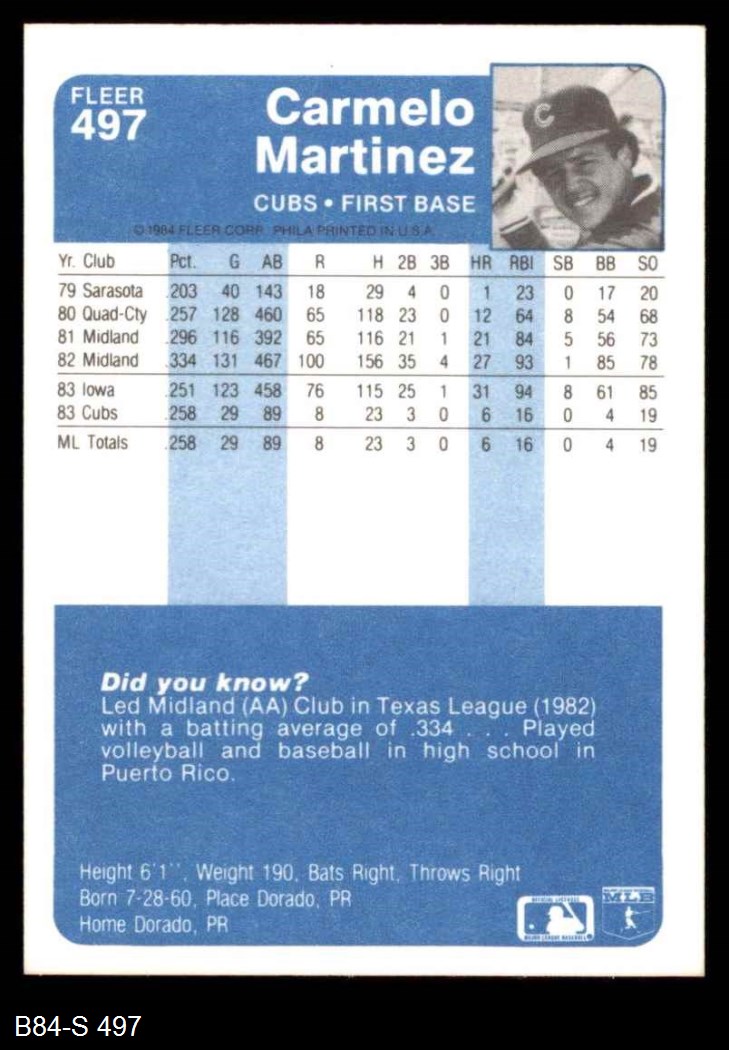 FLEER
497
Carmelo
Martinez
CUBS • FIRST BASE
© 1984 FLEER CORP. PHILA PRINTED IN U.S.A.
Yr. Club Pct. G AB R H 2B 3B HR RBI SB BB SO
79 Sarasota .203 40 143 18 29 4 0 1 23 0 17 20
80 Quad-Cty .257 128 460 65 118 23 0 12 64 8 54 68
81 Midland .296 116 392 65 116 21 1 21 84 5 56 73
82 Midland .334 131 467 100 156 35 4 27 93 1 85 78
83 Iowa .251 123 458 76 115 25 1 31 94 8 61 85
83 Cubs .258 29 89 8 23 3 0 6 16 0 4 19
ML Totals .258 29 89 8 23 3 0 6 16 0 4 19
Did you know?
Led Midland (AA) Club in Texas League (1982)
with a batting average of .334 . . . Played
volleyball and baseball in high school in
Puerto Rico.
Height 6'1'', Weight 190, Bats Right, Throws Right
Born 7-28-60, Place Dorado, PR
Home Dorado, PR
MAJOR LEAGUE BASEBALL
MLB
B84-S 497